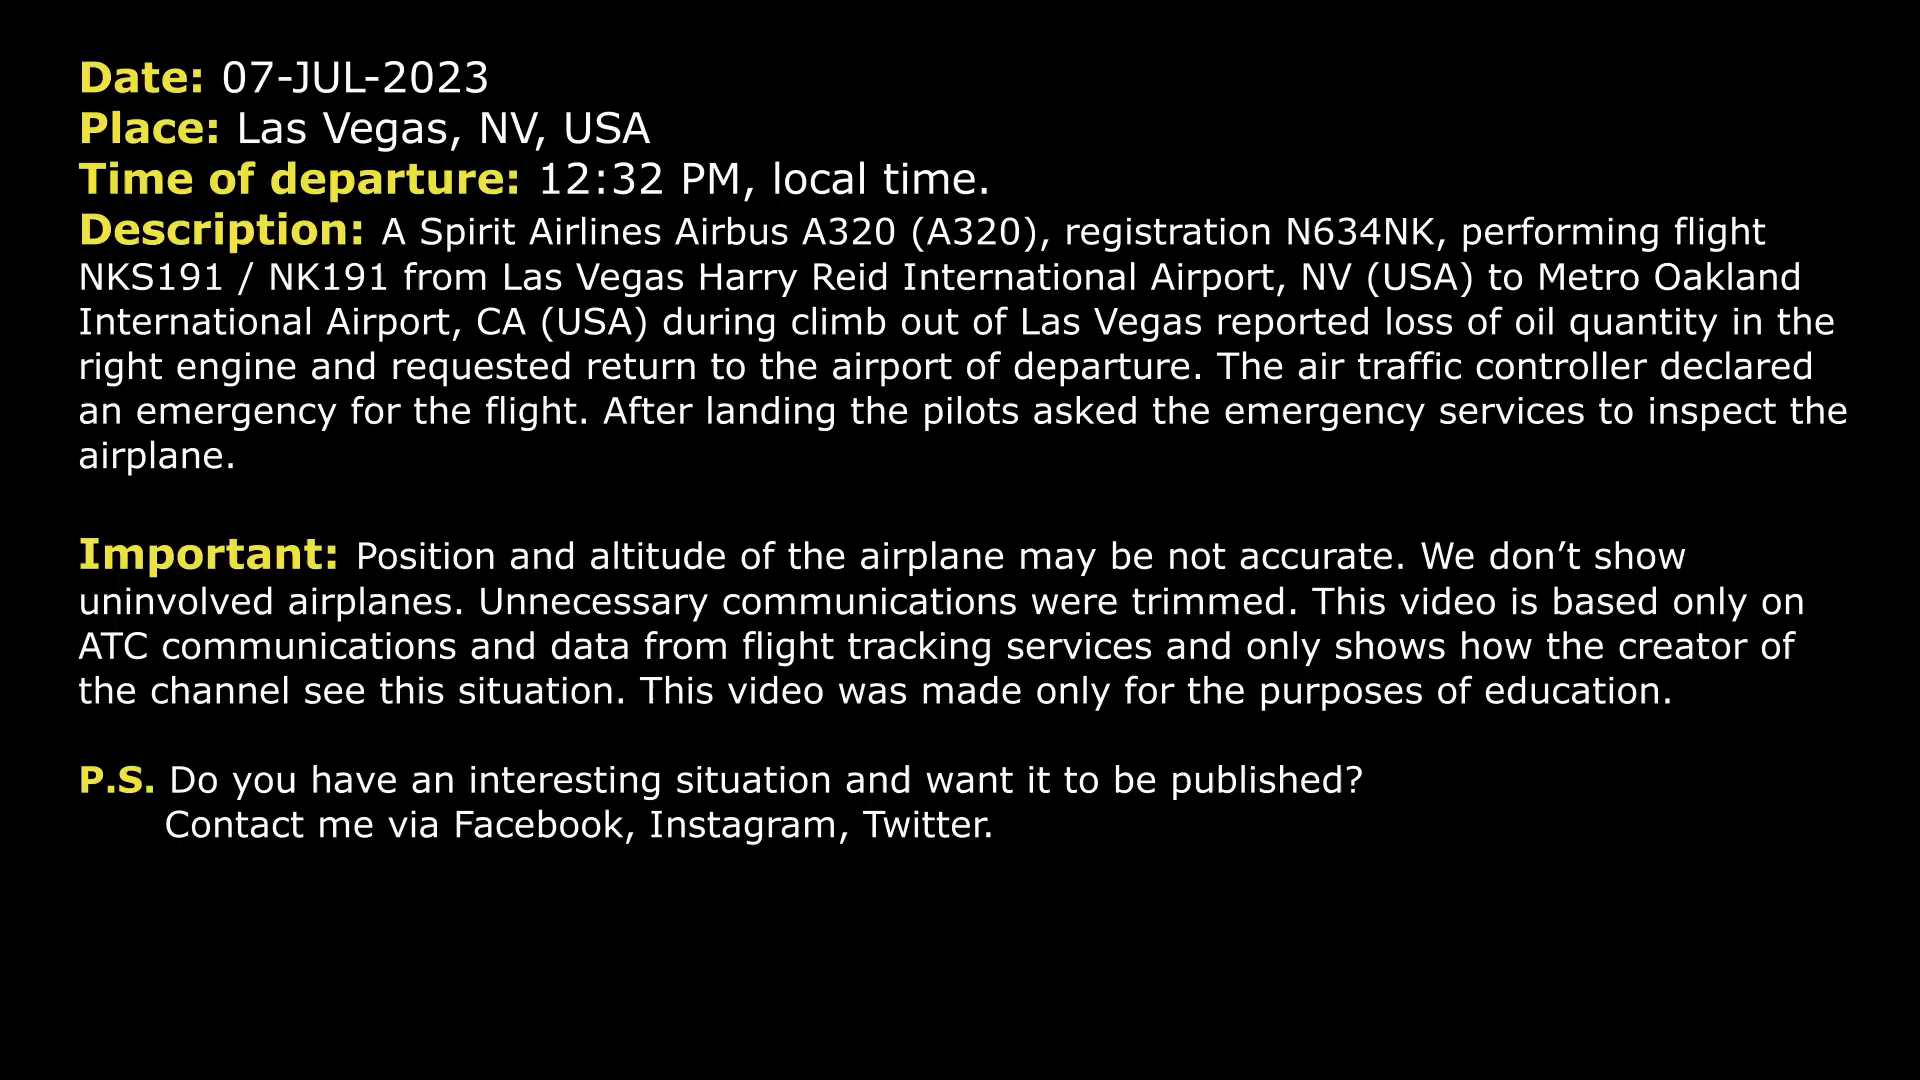 Date: 07-JUL-2023
Place: Las Vegas, NV, USA
Time of departure: 12:32 PM, local time.
Description: A Spirit Airlines Airbus A320 (A320), registration N634NK, performing flight
NKS191 / NK191 from Las Vegas Harry Reid International Airport, NV (USA) to Metro Oakland
International Airport, CA (USA) during climb out of Las Vegas reported loss of oil quantity in the
right engine and requested return to the airport of departure. The air traffic controller declared
an emergency for the flight. After landing the pilots asked the emergency services to inspect the
airplane.
Important: Position and altitude of the airplane may be not accurate. We don’t show
uninvolved airplanes. Unnecessary communications were trimmed. This video is based only on
ATC communications and data from flight tracking services and only shows how the creator of
the channel see this situation. This video was made only for the purposes of education.
P.S. Do you have an interesting situation and want it to be published?
Contact me via Facebook, Instagram, Twitter.